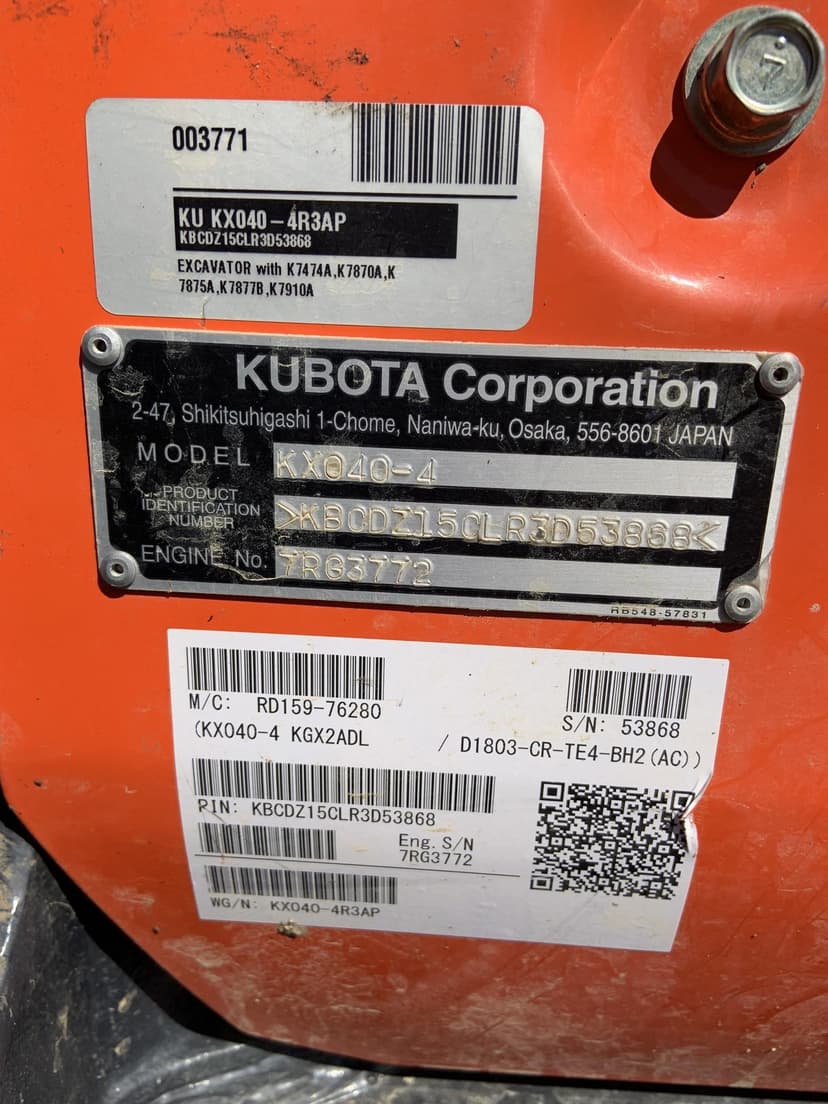 003771
KU KX040-4R3AP
KBCDZ15CLR3D53868
EXCAVATOR with K7474A,K7870A,K
7875A,K7877B,K7910A
KUBOTA Corporation
2-47, Shikitsuhigashi 1-Chome, Naniwa-ku, Osaka, 556-8601 JAPAN
MODEL KX040-4
PRODUCT IDENTIFICATION NUMBER >KBCDZ15CLR3D53868<
ENGINE No. 7RG3772
RB548-57831
M/C: RD159-76280
S/N: 53868
(KX040-4 KGX2ADL / D1803-CR-TE4-BH2(AC))
PIN: KBCDZ15CLR3D53868
Eng. S/N
7RG3772
WG/N: KX040-4R3AP